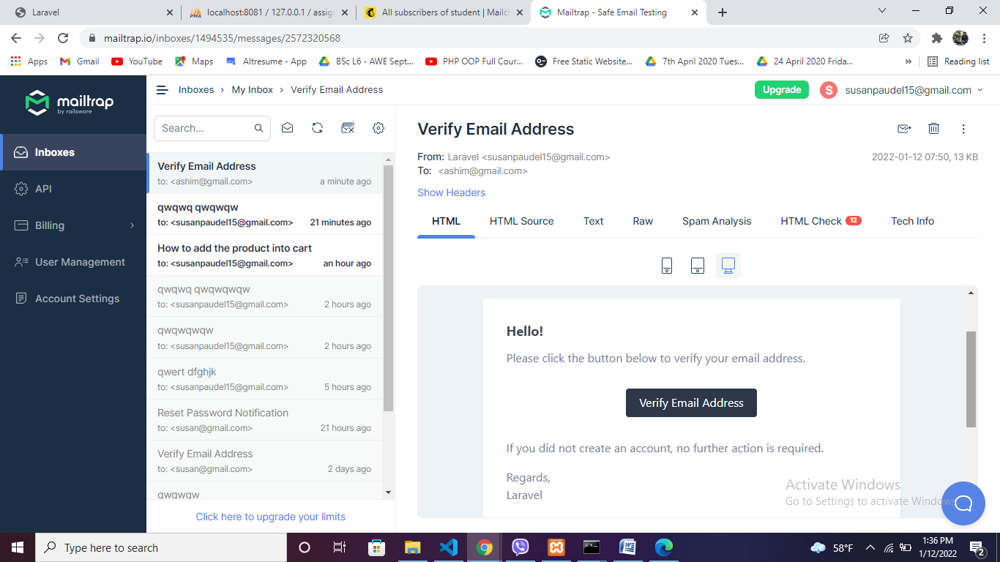 Laravel
localhost:8081 / 127.0.0.1 / assign
All subscribers of student | Mailch
Mailtrap - Safe Email Testing
mailtrap.io/inboxes/1494535/messages/2572320568
Apps
Gmail
YouTube
Maps
Altresume - App
BSc L6 - AWE Sept...
PHP OOP Full Cour...
Free Static Website...
7th April 2020 Tues...
24 April 2020 Frida...
»
Reading list
mailtrap
by railsware
Inboxes
API
Billing
User Management
Account Settings
Inboxes › My Inbox › Verify Email Address
Upgrade
S
susanpaudel15@gmail.com
Search...
Verify Email Address
to: <ashim@gmail.com> a minute ago
qwqwq qwqwqw
to: <susanpaudel15@gmail.com> 21 minutes ago
How to add the product into cart
to: <susanpaudel15@gmail.com> an hour ago
qwqwq qwqwqwqw
to: <susanpaudel15@gmail.com> 2 hours ago
qwqwqwqw
to: <susanpaudel15@gmail.com> 2 hours ago
qwert dfghjk
to: <susanpaudel15@gmail.com> 5 hours ago
Reset Password Notification
to: <susan@gmail.com> 21 hours ago
Verify Email Address
to: <susan@gmail.com> 2 days ago
qwqwqw
Click here to upgrade your limits
Verify Email Address
From: Laravel <susanpaudel15@gmail.com>
2022-01-12 07:50, 13 KB
To: <ashim@gmail.com>
Show Headers
HTML
HTML Source
Text
Raw
Spam Analysis
HTML Check 12
Tech Info
Hello!
Please click the button below to verify your email address.
Verify Email Address
If you did not create an account, no further action is required.
Regards,
Laravel
Activate Windows
Go to Settings to activate Windows.
Type here to search
58°F
1:36 PM
1/12/2022
2